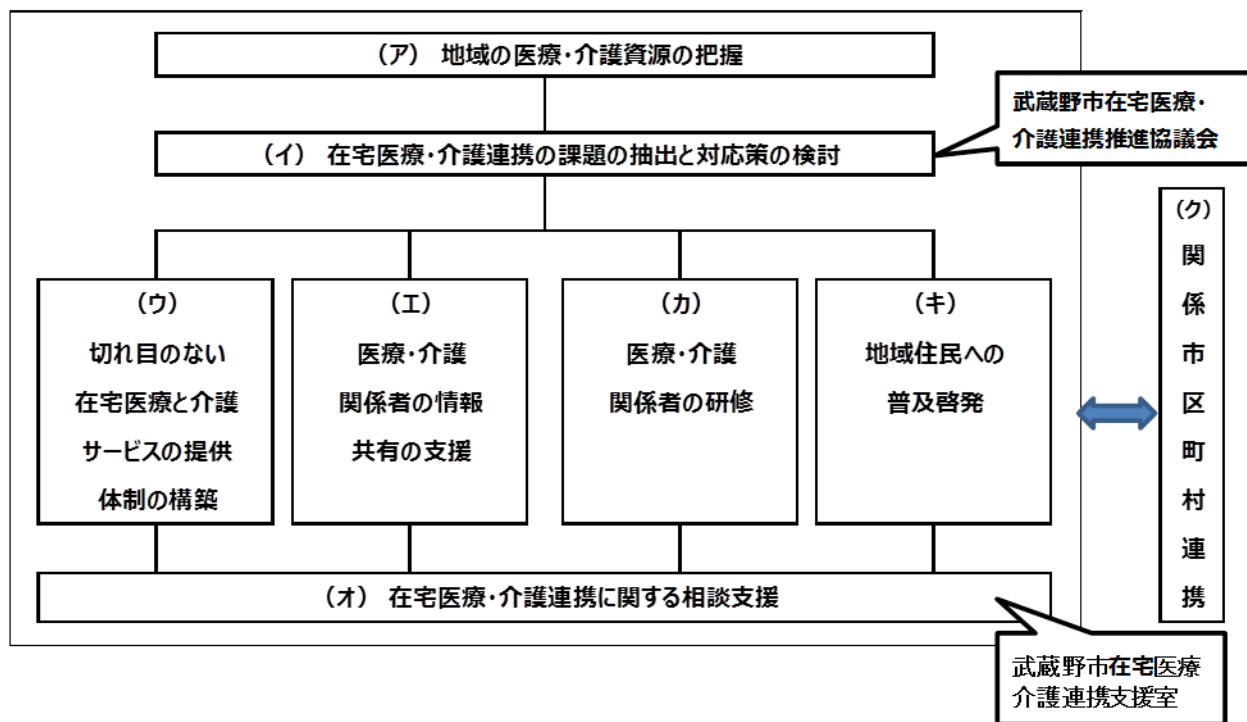 （ア） 地域の医療・介護資源の把握
武蔵野市在宅医療・
介護連携推進協議会
（イ） 在宅医療・介護連携の課題の抽出と対応策の検討
（ウ）
切れ目のない
在宅医療と介護
サービスの提供
体制の構築
（エ）
医療・介護
関係者の情報
共有の支援
（カ）
医療・介護
関係者の研修
（キ）
地域住民への
普及啓発
（ク）
関
係
市
区
町
村
連
携
（オ） 在宅医療・介護連携に関する相談支援
武蔵野市在宅医療
介護連携支援室